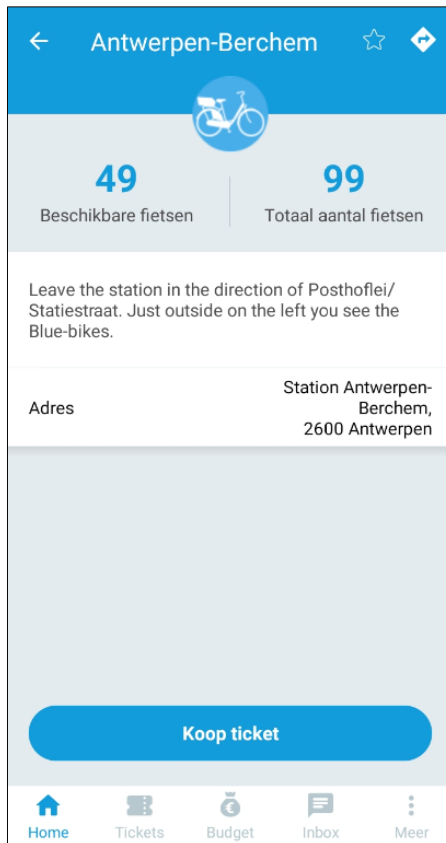 Antwerpen-Berchem
49
Beschikbare fietsen
99
Totaal aantal fietsen
Leave the station in the direction of Posthoflei/
Statiestraat. Just outside on the left you see the
Blue-bikes.
Adres
Station Antwerpen-
Berchem,
2600 Antwerpen
Koop ticket
Home
Tickets
Budget
Inbox
Meer